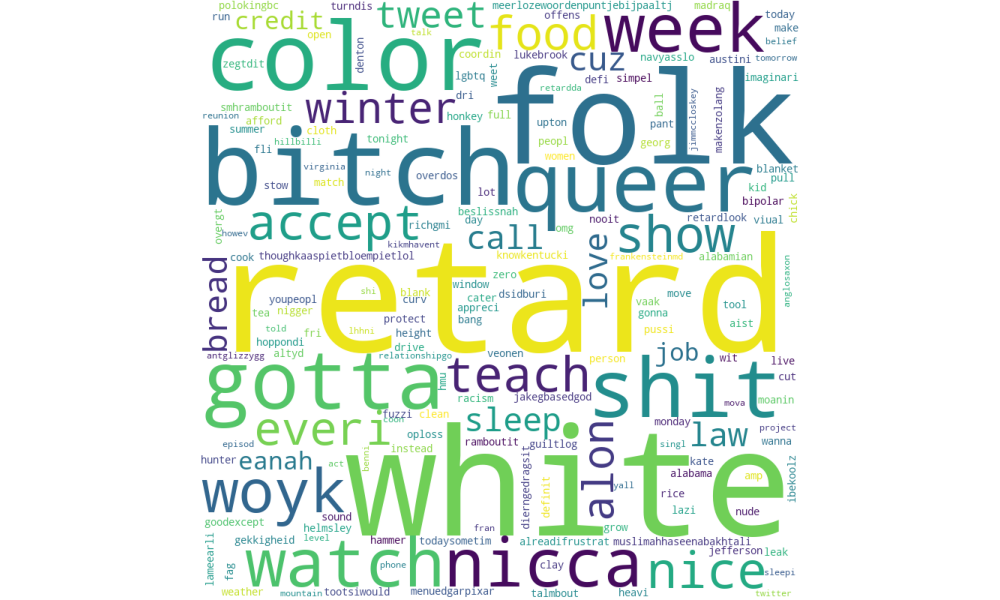 polokingbc turndis meerlozewoordenpuntjebijpaaltj offens madraq
run credit tweet food week today make
open talk coordin lukebrook cuz navyasslo austini belief tomorrow
zegtdit color denton lgbtq weet defi simpel imaginari
dri retardda folk
smhramboutit winter honkey full upton ball pant jimmccloskey makenzolang
reunion afford cloth peopl georg
summer hillbilli tonight women
fli bitch virginia match night overdos queer blanket pull
stow lot kid bipolar chick
overgt accept richgmi beslissnah day nooit retardlook viual
howev kikmhavent call omg love show
bread cook thoughkaaspietbloempietlol knowkentucki frankensteinmd alabamian anglosaxon
retard zero
youpeopl shi blank curv window cater dsidburi vaak move tool
tea nigger appreci gonna
told fri lhhni protect height bang pussi aist
hoppondi drive
antglizzygg altyd relationshipgo veonen person job wit live
gotta hmu teach shit cut
racism jakegbasedgod mova moanin
fuzzi clean sleep monday project
everi coon oploss ramboutit guiltlog alon law singl wanna
episod instead
hunter eanah act benni dierngedragsit kate amp ibekoolz
white definit yall alabama
woyk rice lazi nude
goodexcept sound helmsley level fran grow
lameearli gekkigheid hammer todaysometim alreadifrustrat muslimahhaseenabakhtali jefferson leak
fag watch phone nicca clay nice sleepi
weather mountain tootsiwould menuedgarpixar talmbout heavi twitter